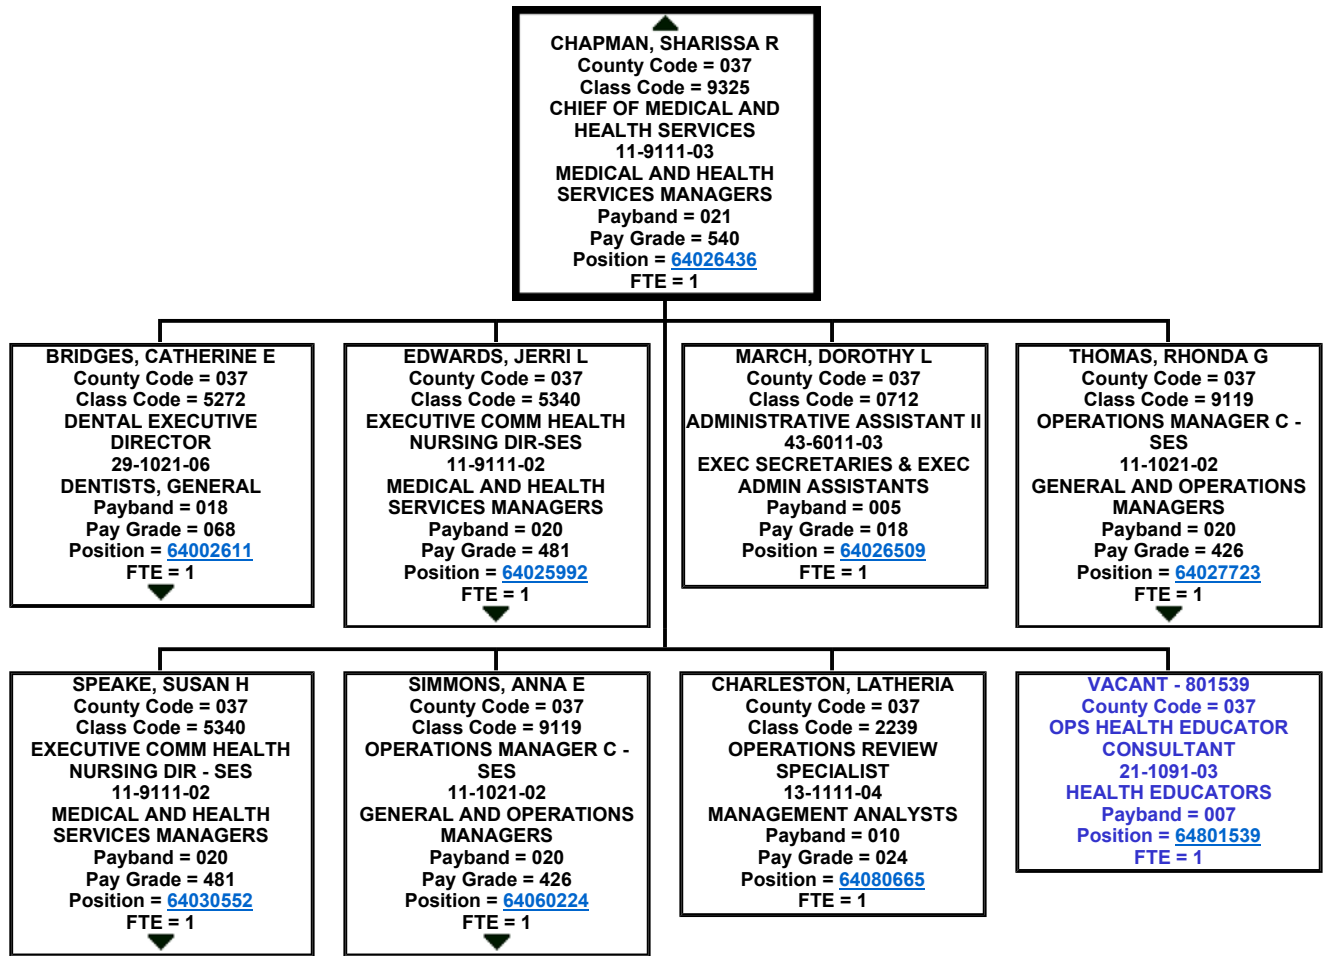 CHAPMAN, SHARISSA R
County Code = 037
Class Code = 9325
CHIEF OF MEDICAL AND
HEALTH SERVICES
11-9111-03
MEDICAL AND HEALTH
SERVICES MANAGERS
Payband = 021
Pay Grade = 540
Position = 64026436
FTE = 1
BRIDGES, CATHERINE E
County Code = 037
Class Code = 5272
DENTAL EXECUTIVE
DIRECTOR
29-1021-06
DENTISTS, GENERAL
Payband = 018
Pay Grade = 068
Position = 64002611
FTE = 1
EDWARDS, JERRI L
County Code = 037
Class Code = 5340
EXECUTIVE COMM HEALTH
NURSING DIR-SES
11-9111-02
MEDICAL AND HEALTH
SERVICES MANAGERS
Payband = 020
Pay Grade = 481
Position = 64025992
FTE = 1
MARCH, DOROTHY L
County Code = 037
Class Code = 0712
ADMINISTRATIVE ASSISTANT II
43-6011-03
EXEC SECRETARIES & EXEC
ADMIN ASSISTANTS
Payband = 005
Pay Grade = 018
Position = 64026509
FTE = 1
THOMAS, RHONDA G
County Code = 037
Class Code = 9119
OPERATIONS MANAGER C -
SES
11-1021-02
GENERAL AND OPERATIONS
MANAGERS
Payband = 020
Pay Grade = 426
Position = 64027723
FTE = 1
SPEAKE, SUSAN H
County Code = 037
Class Code = 5340
EXECUTIVE COMM HEALTH
NURSING DIR - SES
11-9111-02
MEDICAL AND HEALTH
SERVICES MANAGERS
Payband = 020
Pay Grade = 481
Position = 64030552
FTE = 1
SIMMONS, ANNA E
County Code = 037
Class Code = 9119
OPERATIONS MANAGER C -
SES
11-1021-02
GENERAL AND OPERATIONS
MANAGERS
Payband = 020
Pay Grade = 426
Position = 64060224
FTE = 1
CHARLESTON, LATHERIA
County Code = 037
Class Code = 2239
OPERATIONS REVIEW
SPECIALIST
13-1111-04
MANAGEMENT ANALYSTS
Payband = 010
Pay Grade = 024
Position = 64080665
FTE = 1
VACANT - 801539
County Code = 037
OPS HEALTH EDUCATOR
CONSULTANT
21-1091-03
HEALTH EDUCATORS
Payband = 007
Position = 64801539
FTE = 1